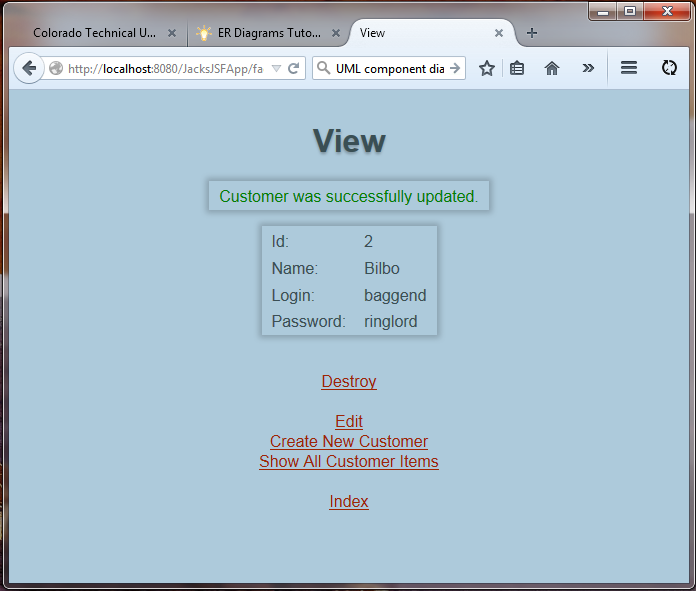 Colorado Technical U...
ER Diagrams Tuto...
View
http://localhost:8080/JacksJSFApp/fa
UML component dia
View
Customer was successfully updated.
Id: 2
Name: Bilbo
Login: baggend
Password: ringlord
Destroy
Edit
Create New Customer
Show All Customer Items
Index